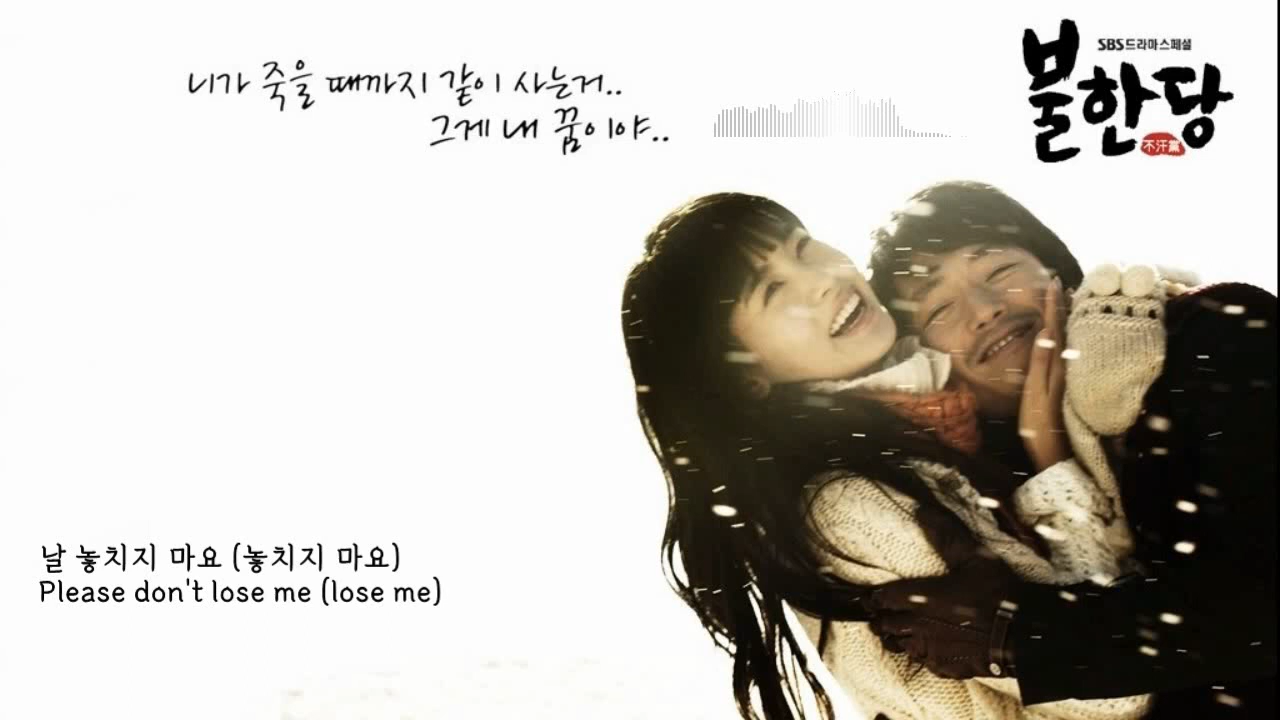 니가 죽을 때까지 같이 사는거..
그게 내 꿈이야..
SBS드라마스페셜
불한당
不汗黨
날 놓치지 마요 (놓치지 마요)
Please don't lose me (lose me)